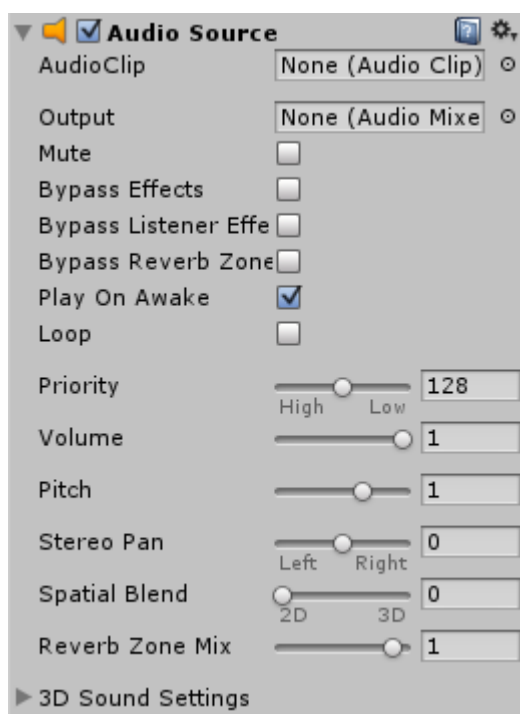 Audio Source
AudioClip None (Audio Clip)
Output None (Audio Mixe
Mute
Bypass Effects
Bypass Listener Effe
Bypass Reverb Zone
Play On Awake
Loop
Priority 128
High Low
Volume 1
Pitch 1
Stereo Pan 0
Left Right
Spatial Blend 0
2D 3D
Reverb Zone Mix 1
3D Sound Settings